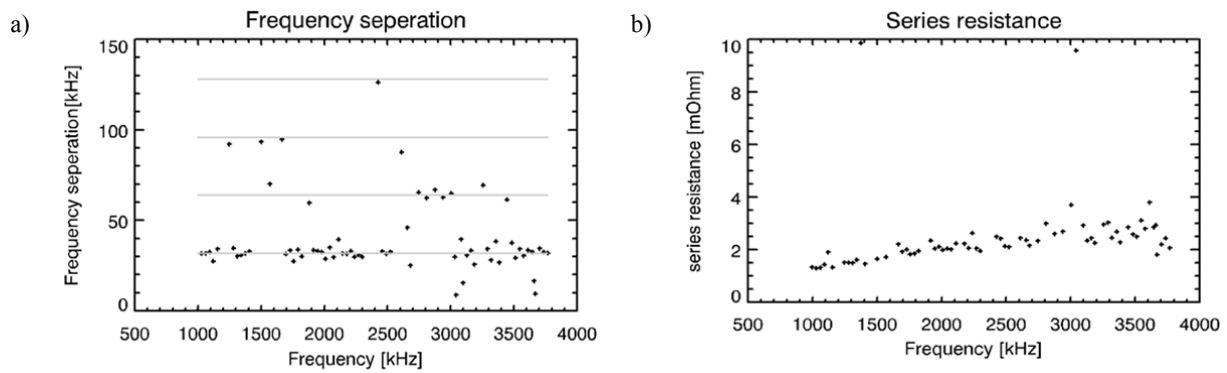 a)
Frequency seperation
150
100
50
0
Frequency seperation[kHz]
500 1000 1500 2000 2500 3000 3500 4000
Frequency [kHz]
b)
Series resistance
10
8
6
4
2
0
series resistance [mOhm]
500 1000 1500 2000 2500 3000 3500 4000
Frequency [kHz]